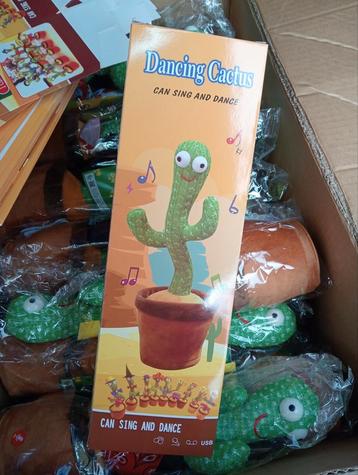 Dancing Cactus
CAN SING AND DANCE
CAN SING AND DANCE
USB